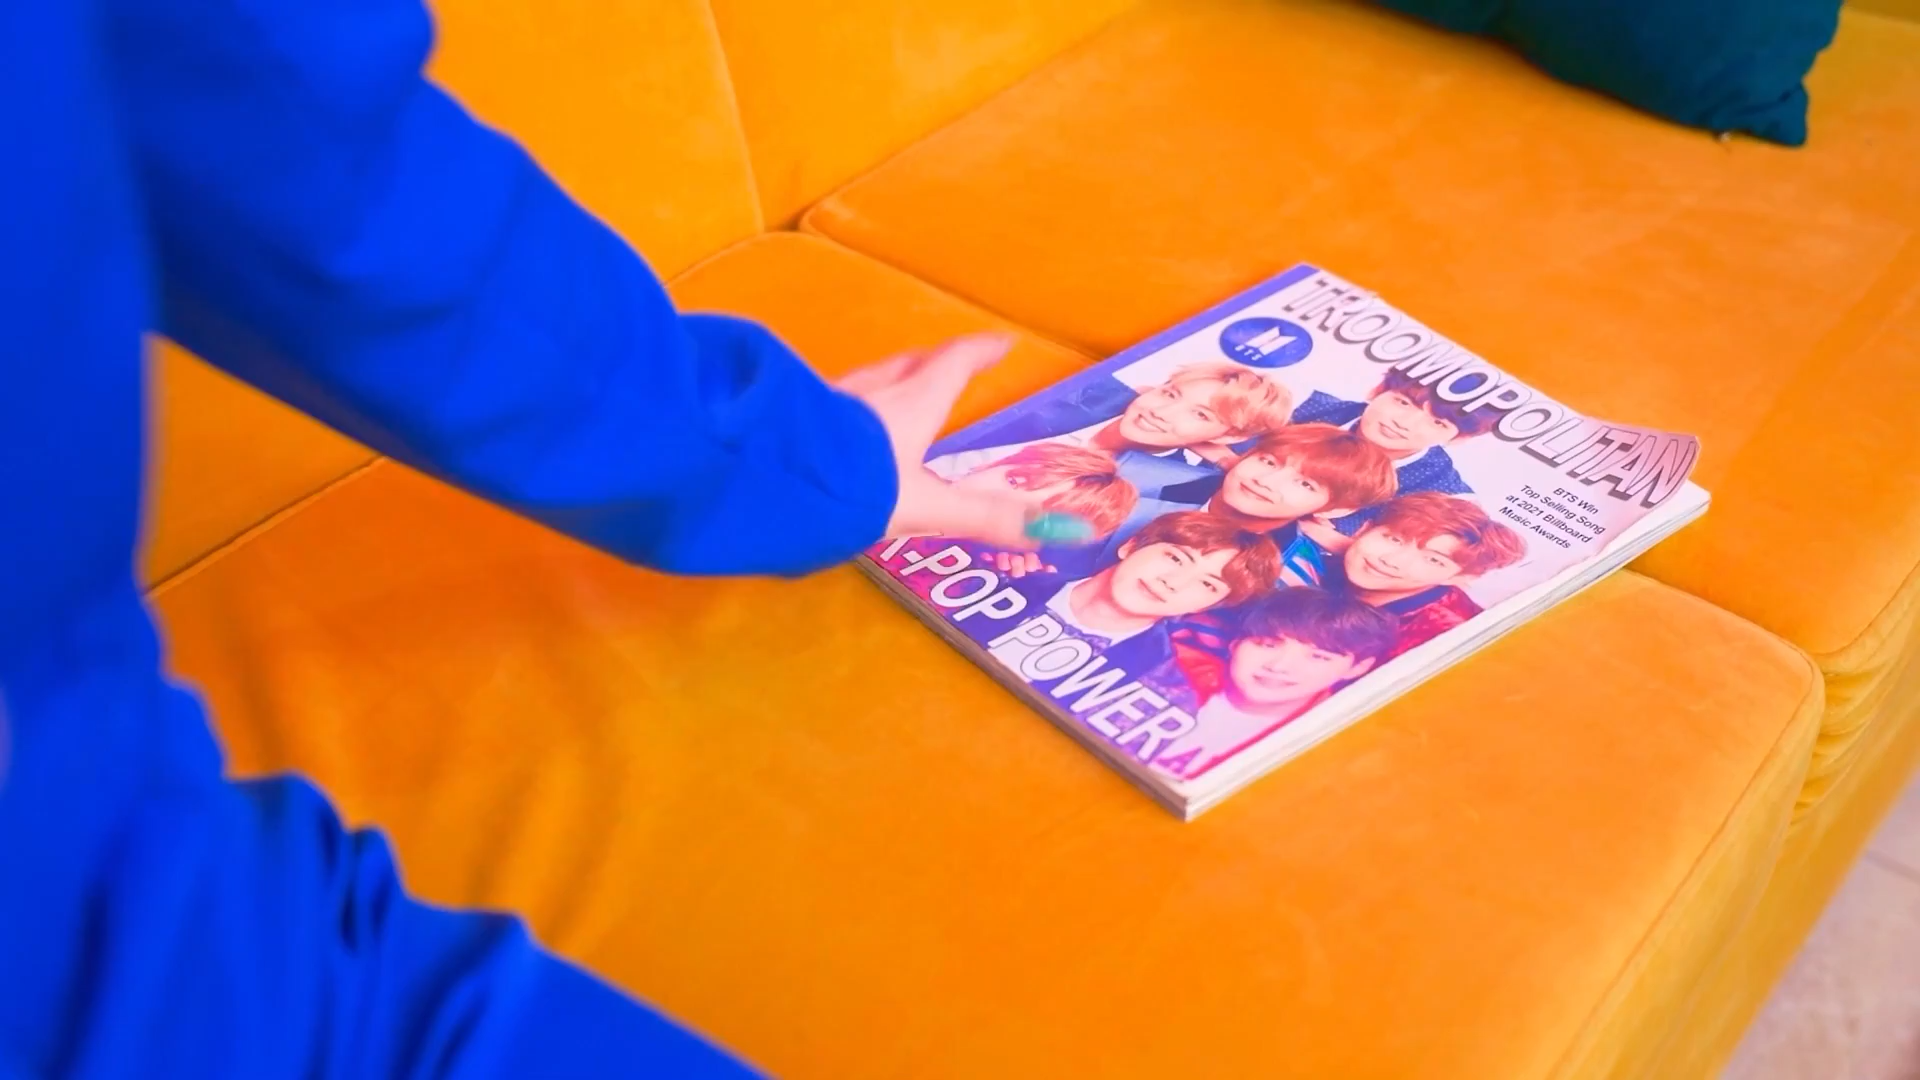 TROOMOPOLITAN
BTS
BTS Win
Top Selling Song
at 2021 Billboard
Music Awards
K-POP POWER